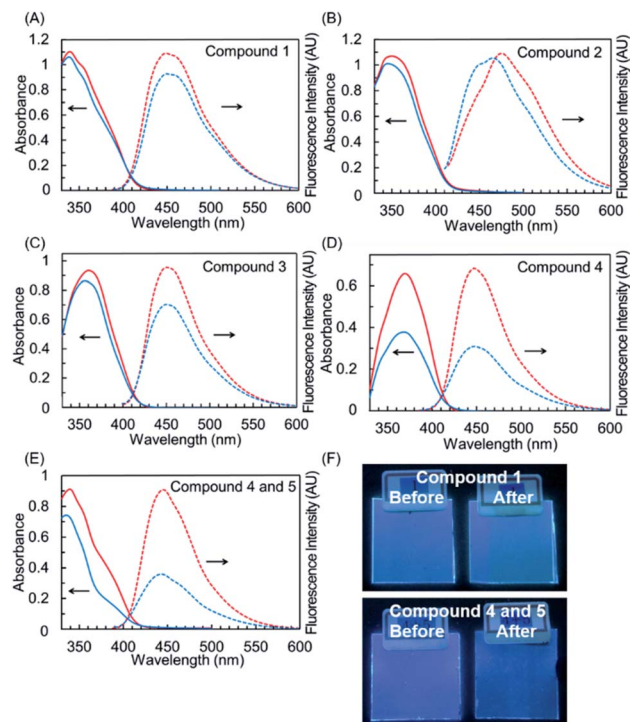 (A)
Compound 1
Absorbance
Fluorescence Intensity (AU)
Wavelength (nm)
1.2
1
0.8
0.6
0.4
0.2
0
350
400
450
500
550
600
(B)
Compound 2
Absorbance
Fluorescence Intensity (AU)
Wavelength (nm)
1.2
1
0.8
0.6
0.4
0.2
0
350
400
450
500
550
600
(C)
Compound 3
Absorbance
Fluorescence Intensity (AU)
Wavelength (nm)
1
0.8
0.6
0.4
0.2
0
350
400
450
500
550
600
(D)
Compound 4
Absorbance
Fluorescence Intensity (AU)
Wavelength (nm)
0.6
0.4
0.2
0
350
400
450
500
550
600
(E)
Compound 4 and 5
Absorbance
Fluorescence Intensity (AU)
Wavelength (nm)
1
0.8
0.6
0.4
0.2
0
350
400
450
500
550
600
(F)
Compound 1
Before After
Compound 4 and 5
Before After